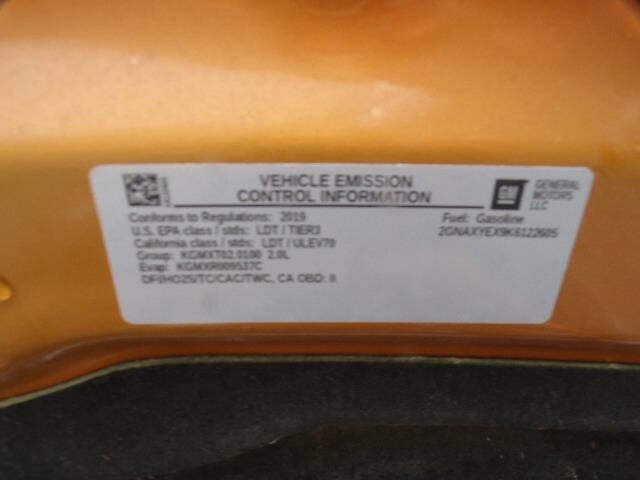 VEHICLE EMISSION
CONTROL INFORMATION
GM
GENERAL
MOTORS
LLC
Conforms to Regulations: 2019
Fuel: Gasoline
U.S. EPA class / stds: LDT / TIER3
2GNAXYEX9K6122605
California class / stds: LDT / ULEV70
Group: KGMXT02.0100 2.0L
Evap: KGMXR009537C
DFI/HO2S/TC/CAC/TWC, CA OBD: II